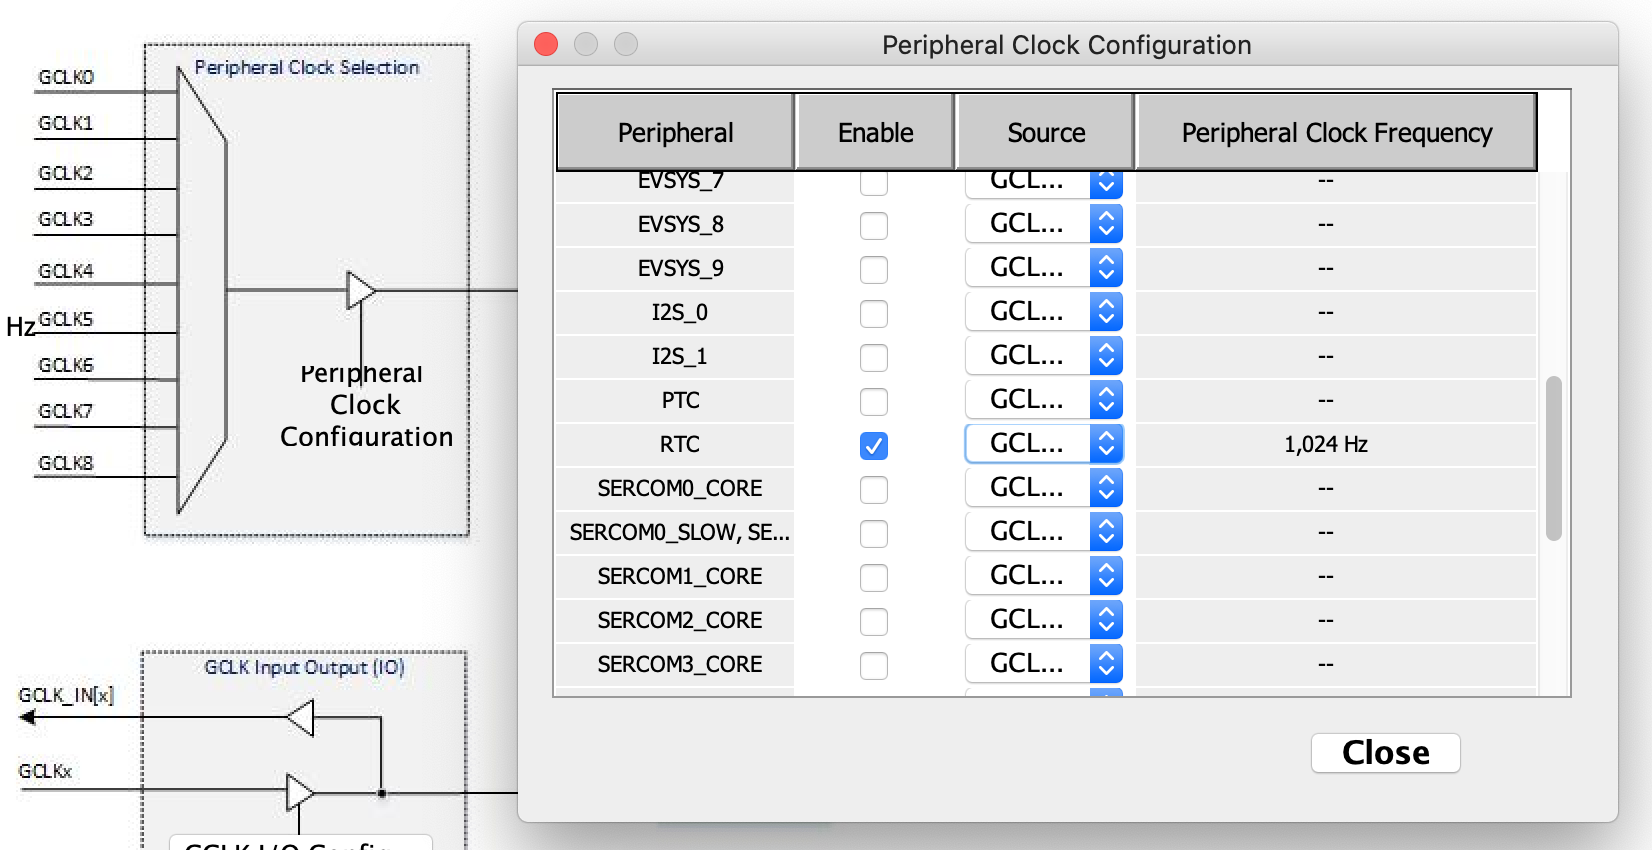 Peripheral Clock Selection
GCLK0
GCLK1
GCLK2
GCLK3
GCLK4
Hz
GCLK5
GCLK6
GCLK7
GCLK8
Peripheral
Clock
Configuration
GCLK Input Output (IO)
GCLK_IN[x]
GCLKx
GCLK I/O Config...
Peripheral Clock Configuration
Peripheral Enable Source Peripheral Clock Frequency
EVSYS_7 GCL... --
EVSYS_8 GCL... --
EVSYS_9 GCL... --
I2S_0 GCL... --
I2S_1 GCL... --
PTC GCL... --
RTC GCL... 1,024 Hz
SERCOM0_CORE GCL... --
SERCOM0_SLOW, SE... GCL... --
SERCOM1_CORE GCL... --
SERCOM2_CORE GCL... --
SERCOM3_CORE GCL... --
Close